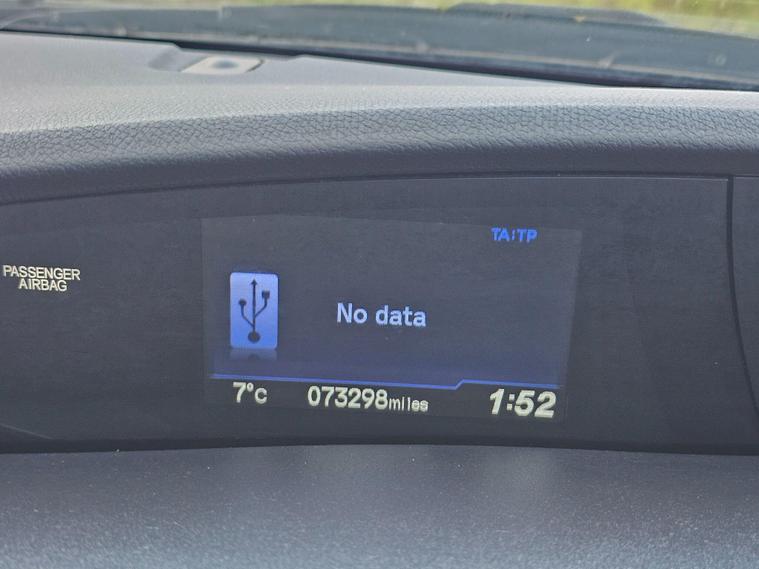 TA:TP
PASSENGER
AIRBAG
No data
7°C 073298miles 1:52